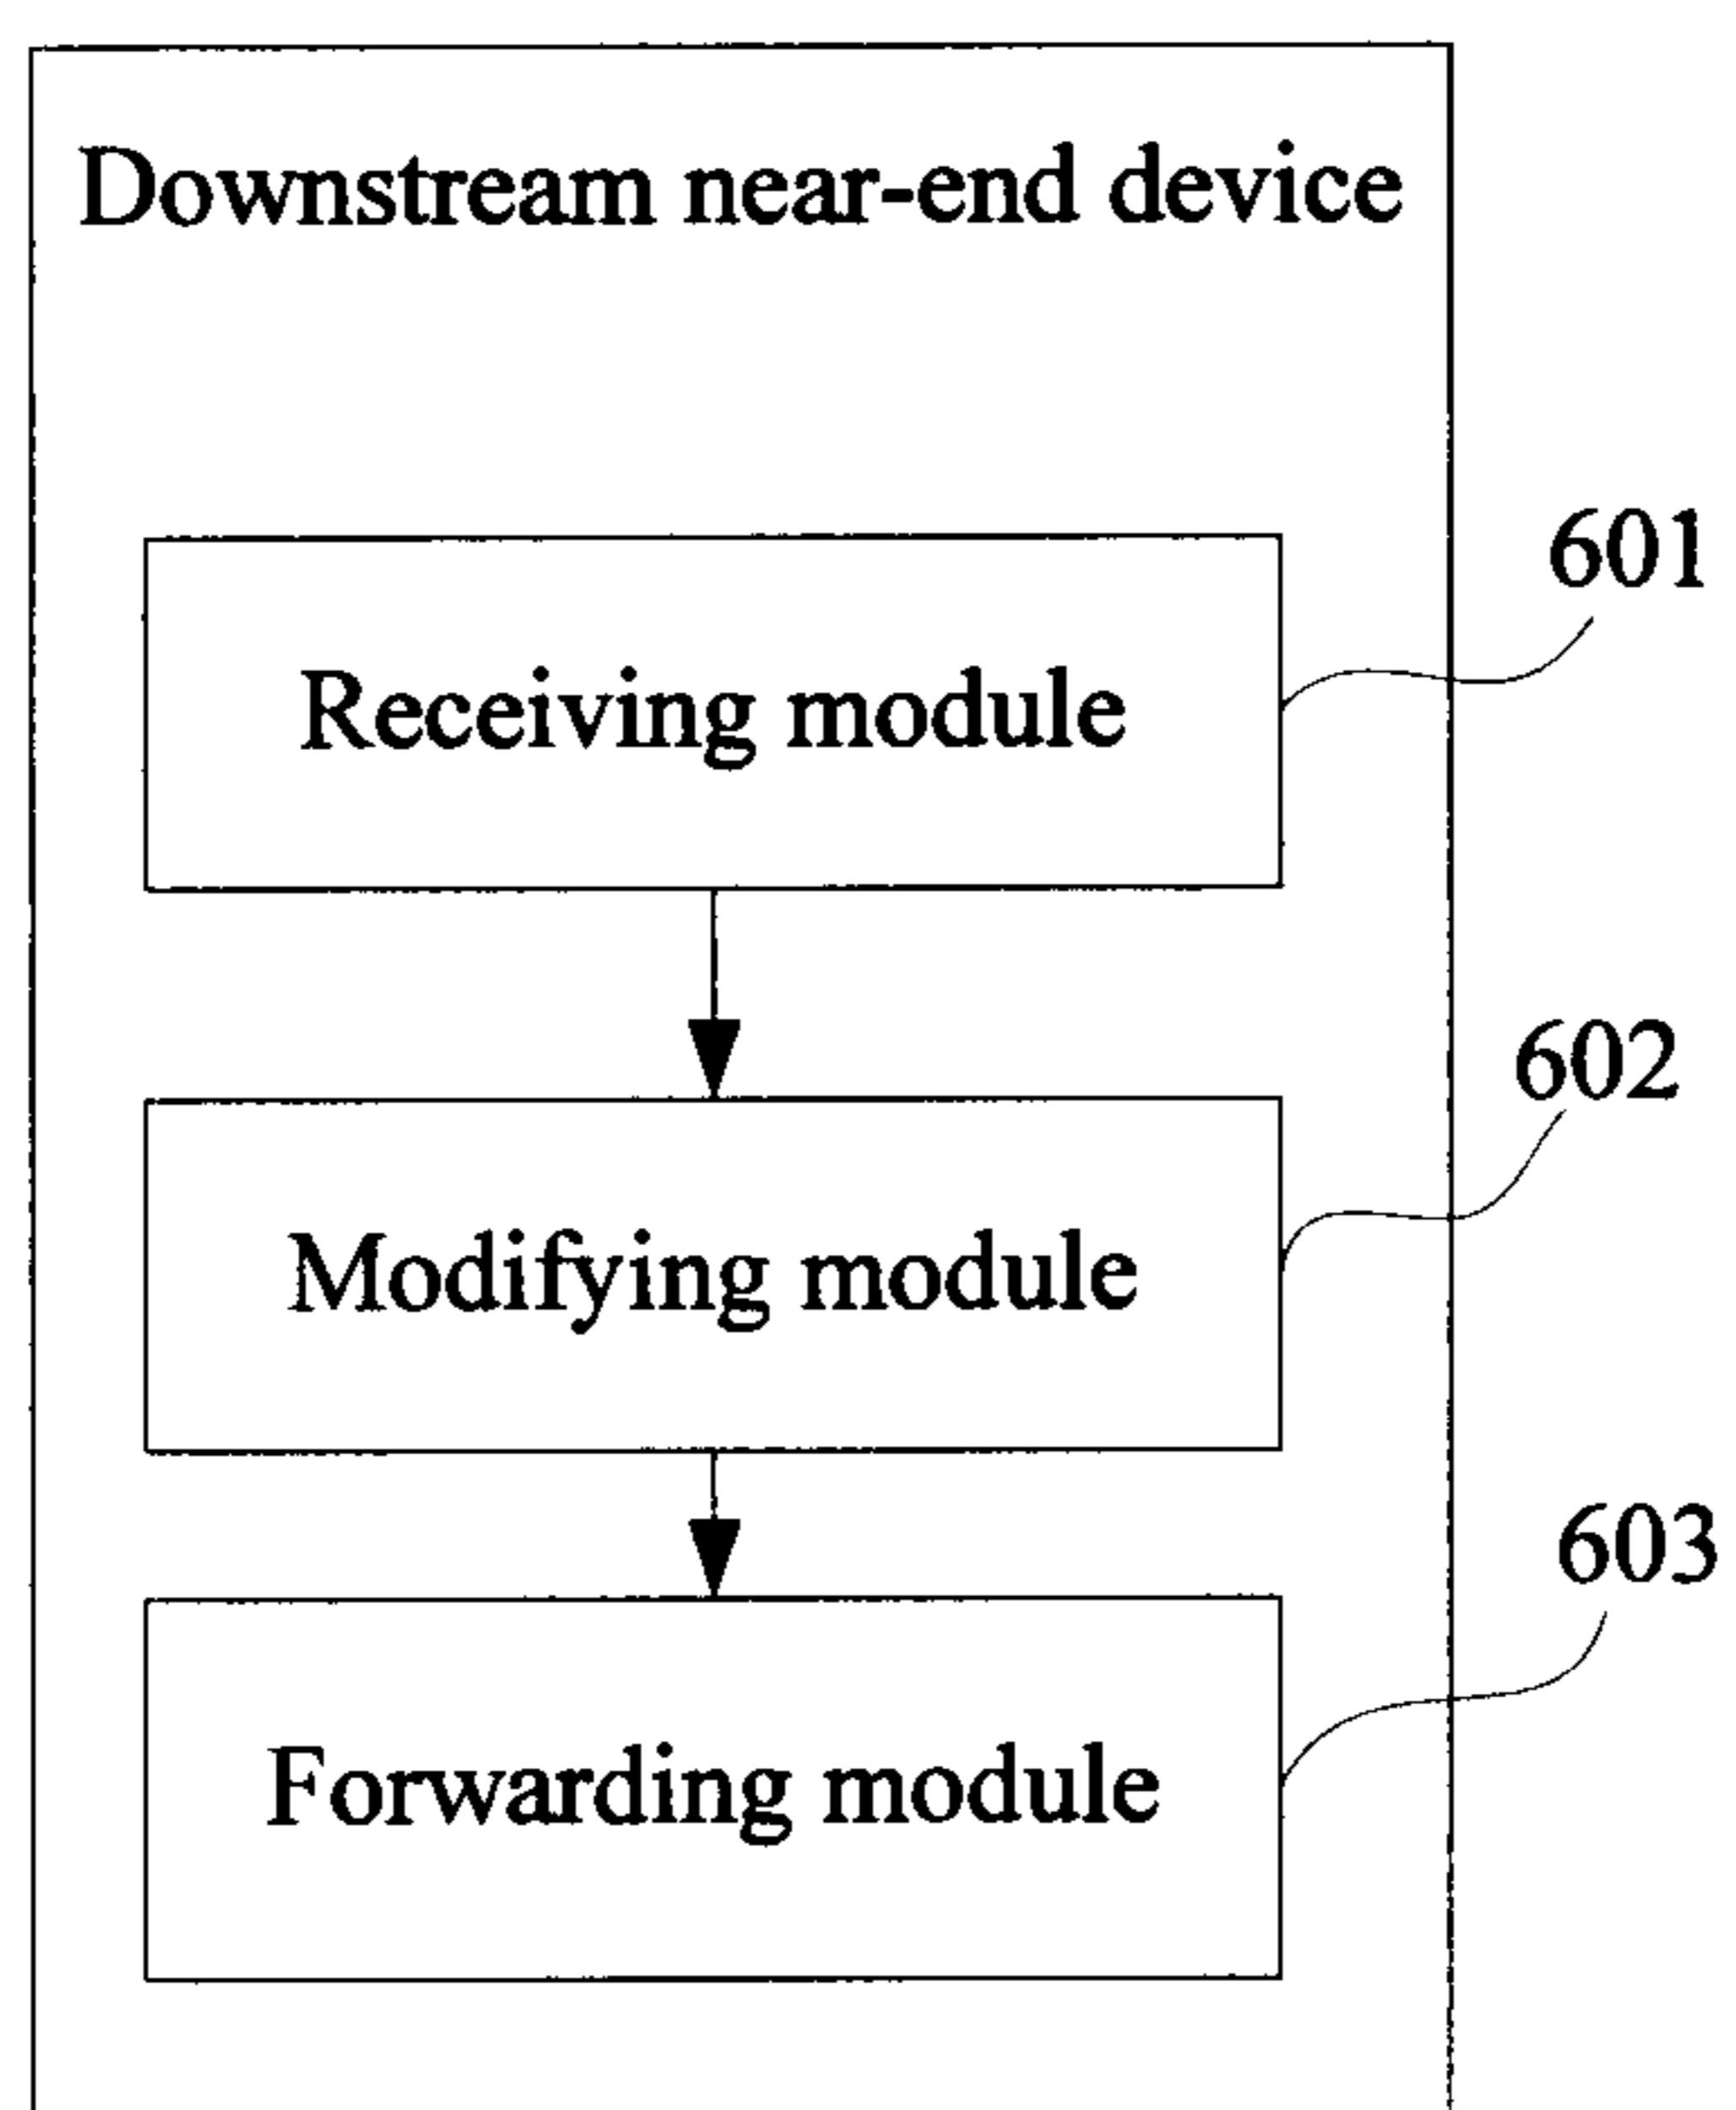 Downstream near-end device
601
Receiving module
602
Modifying module
603
Forwarding module